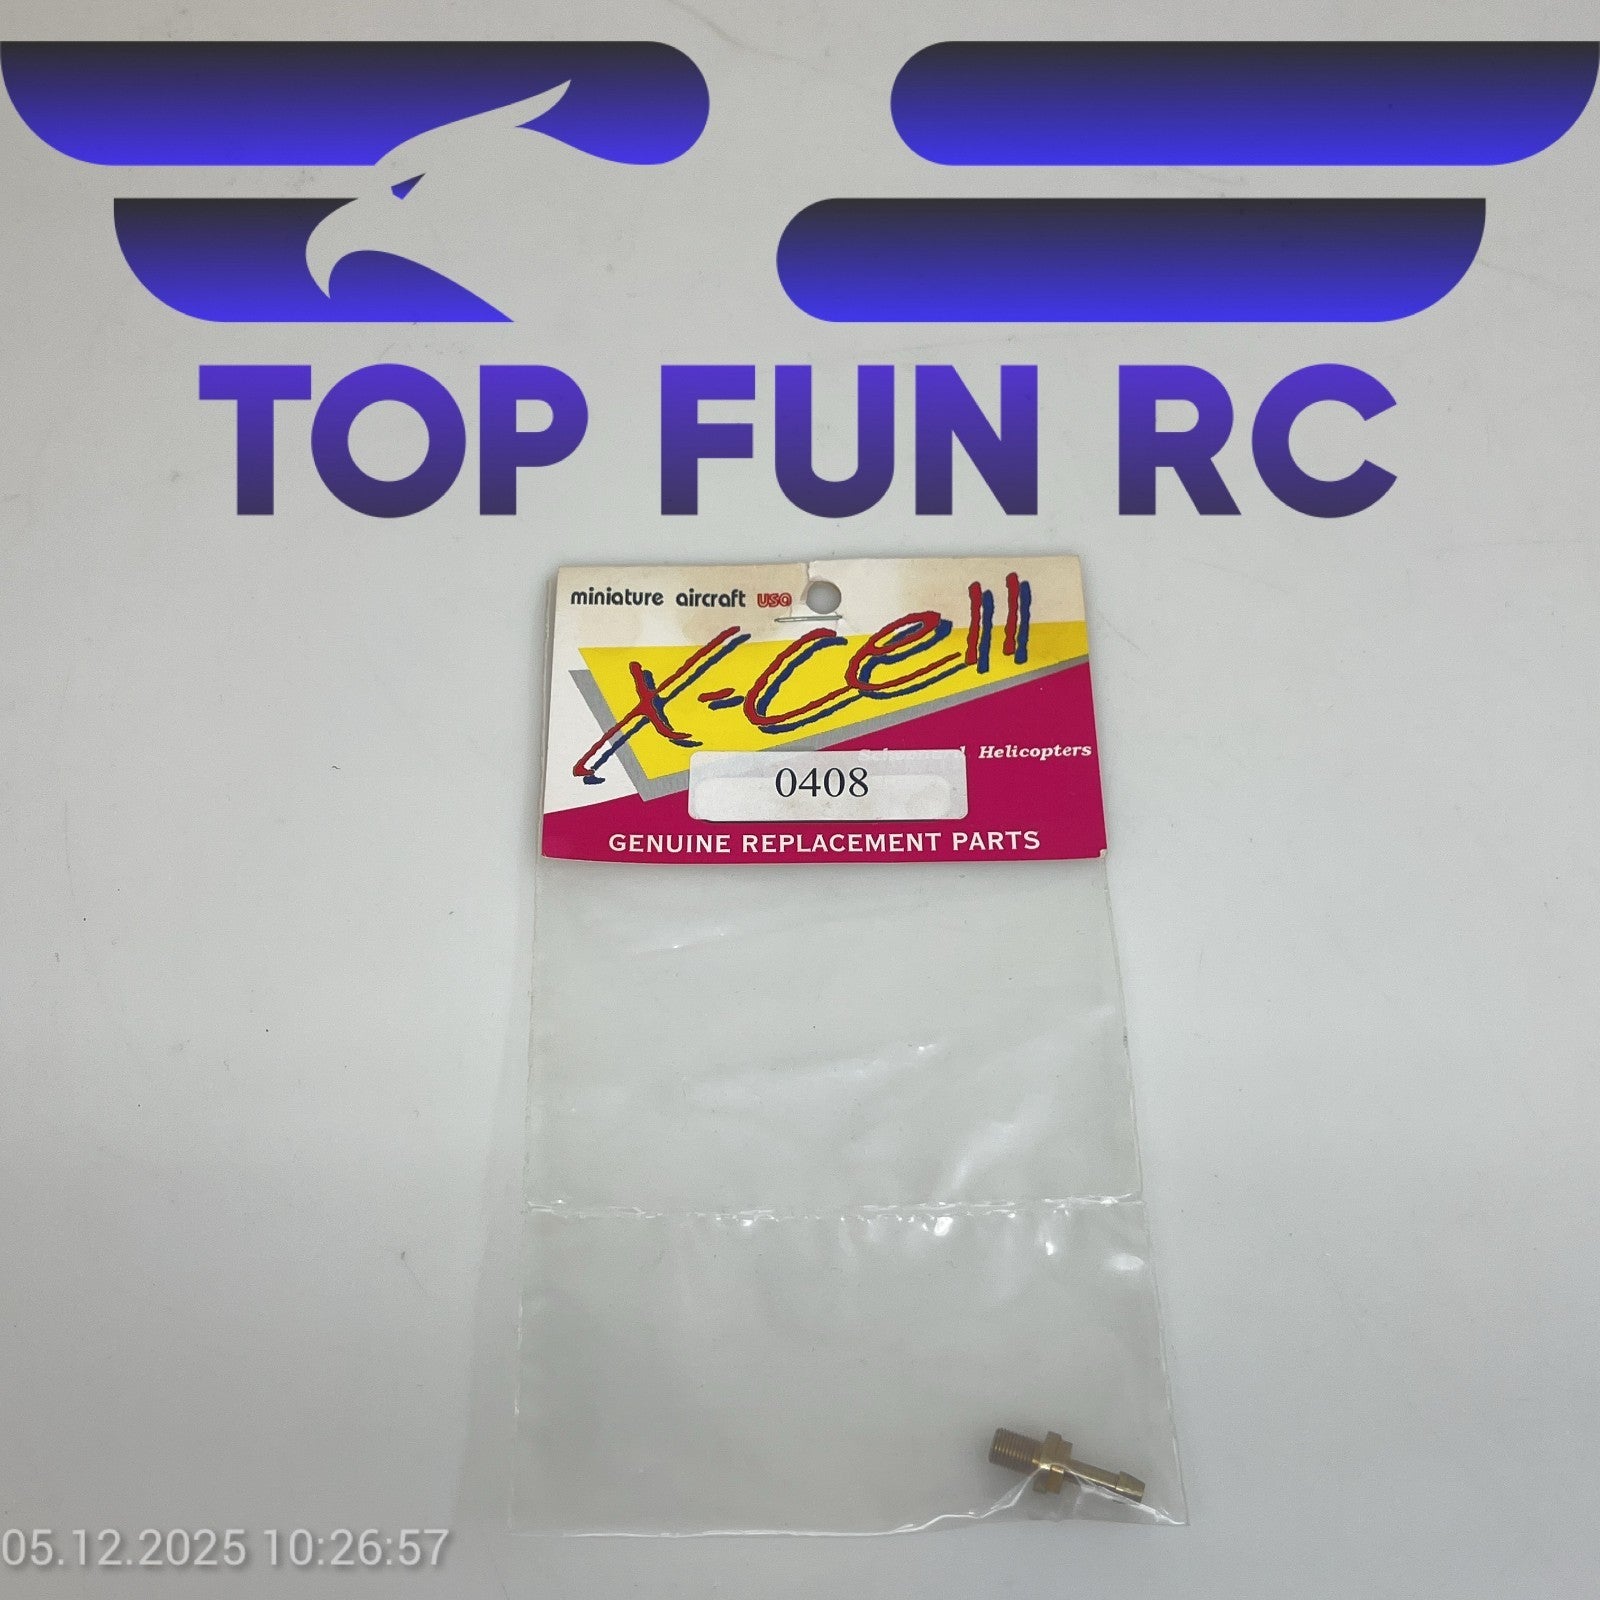 TOP FUN RC
miniature aircraft USA
X-Cell
Helicopters
0408
GENUINE REPLACEMENT PARTS
05.12.2025 10:26:57